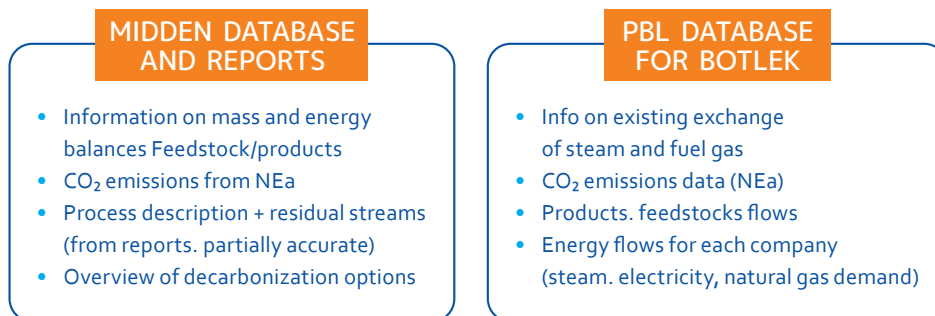 MIDDEN DATABASE
AND REPORTS
• Information on mass and energy
balances Feedstock/products
• CO₂ emissions from NEa
• Process description + residual streams
(from reports. partially accurate)
• Overview of decarbonization options
PBL DATABASE
FOR BOTLEK
• Info on existing exchange
of steam and fuel gas
• CO₂ emissions data (NEa)
• Products. feedstocks flows
• Energy flows for each company
(steam. electricity, natural gas demand)